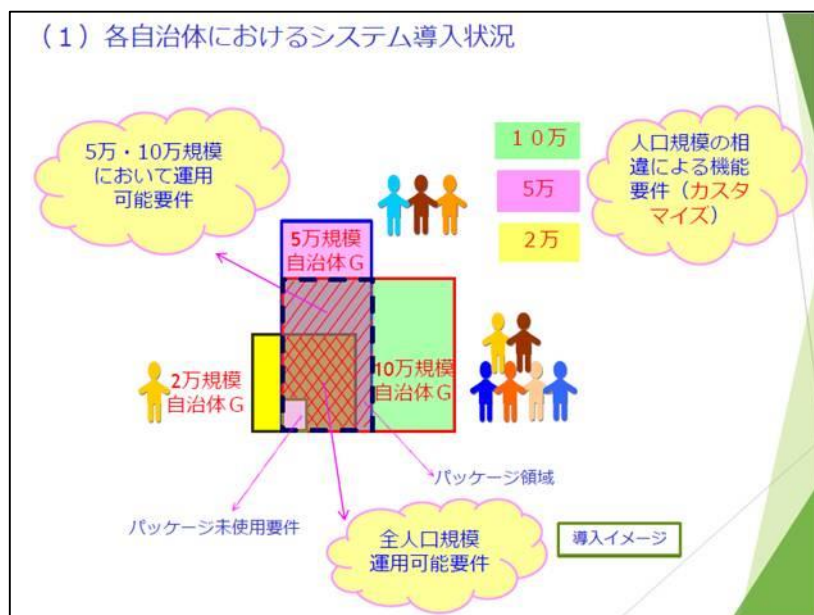 （１）各自治体におけるシステム導入状況
5万・10万規模
において運用
可能要件
１０万
5万
２万
人口規模の相
違による機能
要件（カスタ
マイズ）
5万規模
自治体Ｇ
2万規模
自治体Ｇ
10万規模
自治体Ｇ
パッケージ領域
パッケージ未使用要件
全人口規模
運用可能要件
導入イメージ